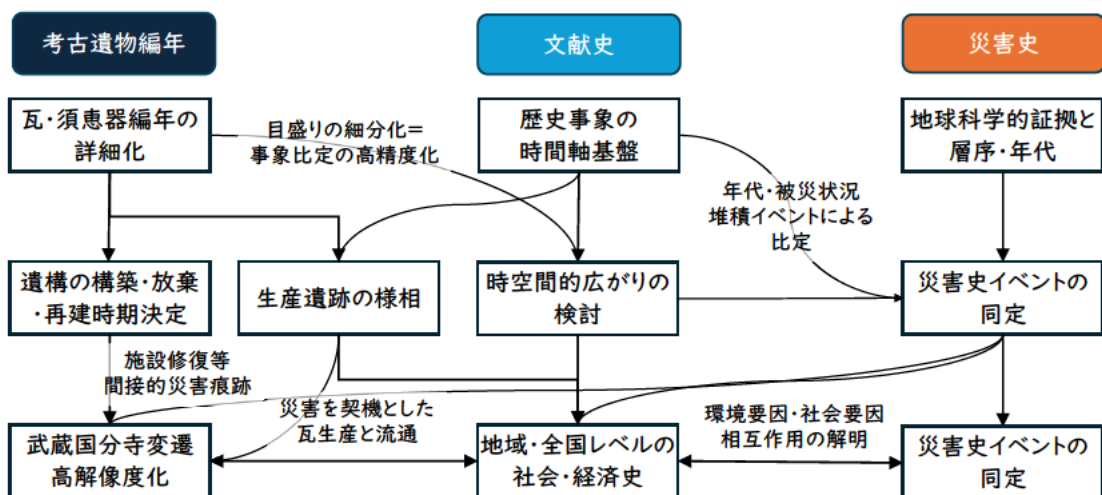 考古遺物編年
文献史
災害史
瓦・須恵器編年の
詳細化
目盛りの細分化=
事象比定の高精度化
歴史事象の
時間軸基盤
地球科学的証拠と
層序・年代
年代・被災状況
堆積イベントによる
比定
遺構の構築・放棄
・再建時期決定
生産遺跡の様相
時空間的広がりの
検討
災害史イベントの
同定
施設修復等
間接的災害痕跡
災害を契機とした
瓦生産と流通
環境要因・社会要因
相互作用の解明
武蔵国分寺変遷
高解像度化
地域・全国レベルの
社会・経済史
災害史イベントの
同定